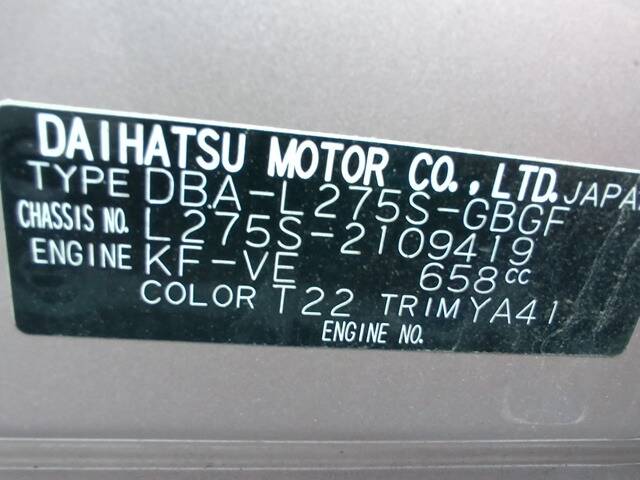 DAIHATSU MOTOR CO., LTD. JAPAN
TYPE DBA-L275S-GBGF
CHASSIS NO. L275S-2109419
ENGINE KF-VE 658cc
COLOR T22 TRIM YA41
ENGINE NO.